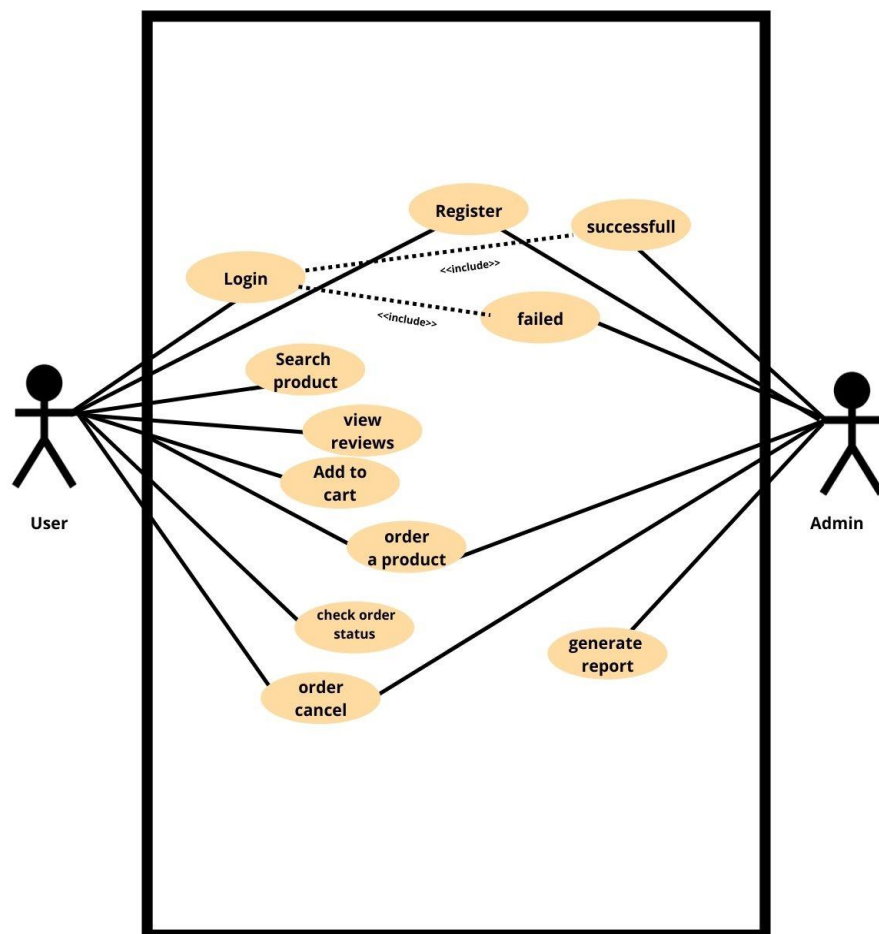 Register
successfull
Login
<<include>>
<<include>>
failed
Search
product
view
reviews
Add to
cart
User
Admin
order
a product
check order
status
generate
report
order
cancel